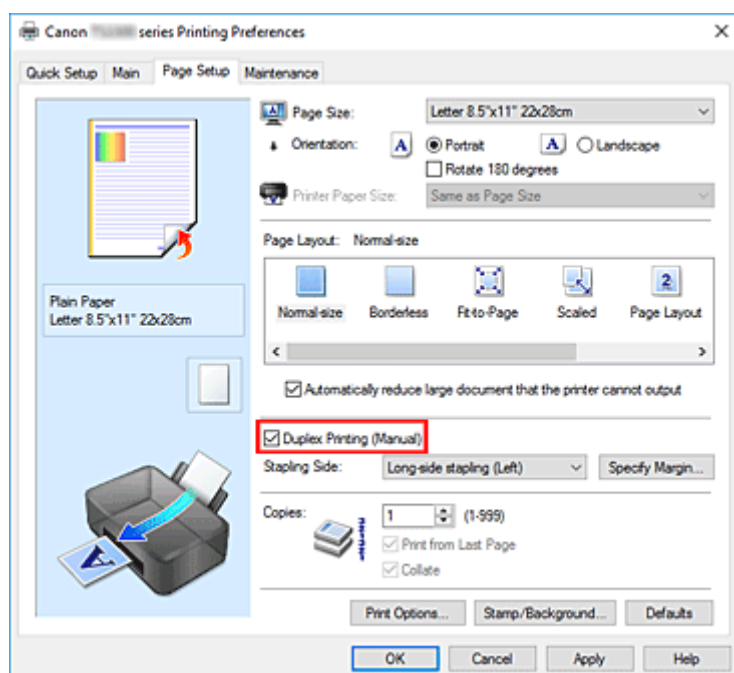 Canon series Printing Preferences
Quick Setup Main Page Setup Maintenance
Page Size: Letter 8.5"x11" 22x28cm
Orientation: A Portrait A Landscape
Rotate 180 degrees
Printer Paper Size: Same as Page Size
Page Layout: Normal-size
2
Normal-size Borderless Fit-to-Page Scaled Page Layout
Automatically reduce large document that the printer cannot output
Plain Paper
Letter 8.5"x11" 22x28cm
Duplex Printing (Manual)
Stapling Side: Long-side stapling (Left) Specify Margin...
Copies: 1 (1-999)
Print from Last Page
Collate
A
Print Options... Stamp/Background... Defaults
OK Cancel Apply Help